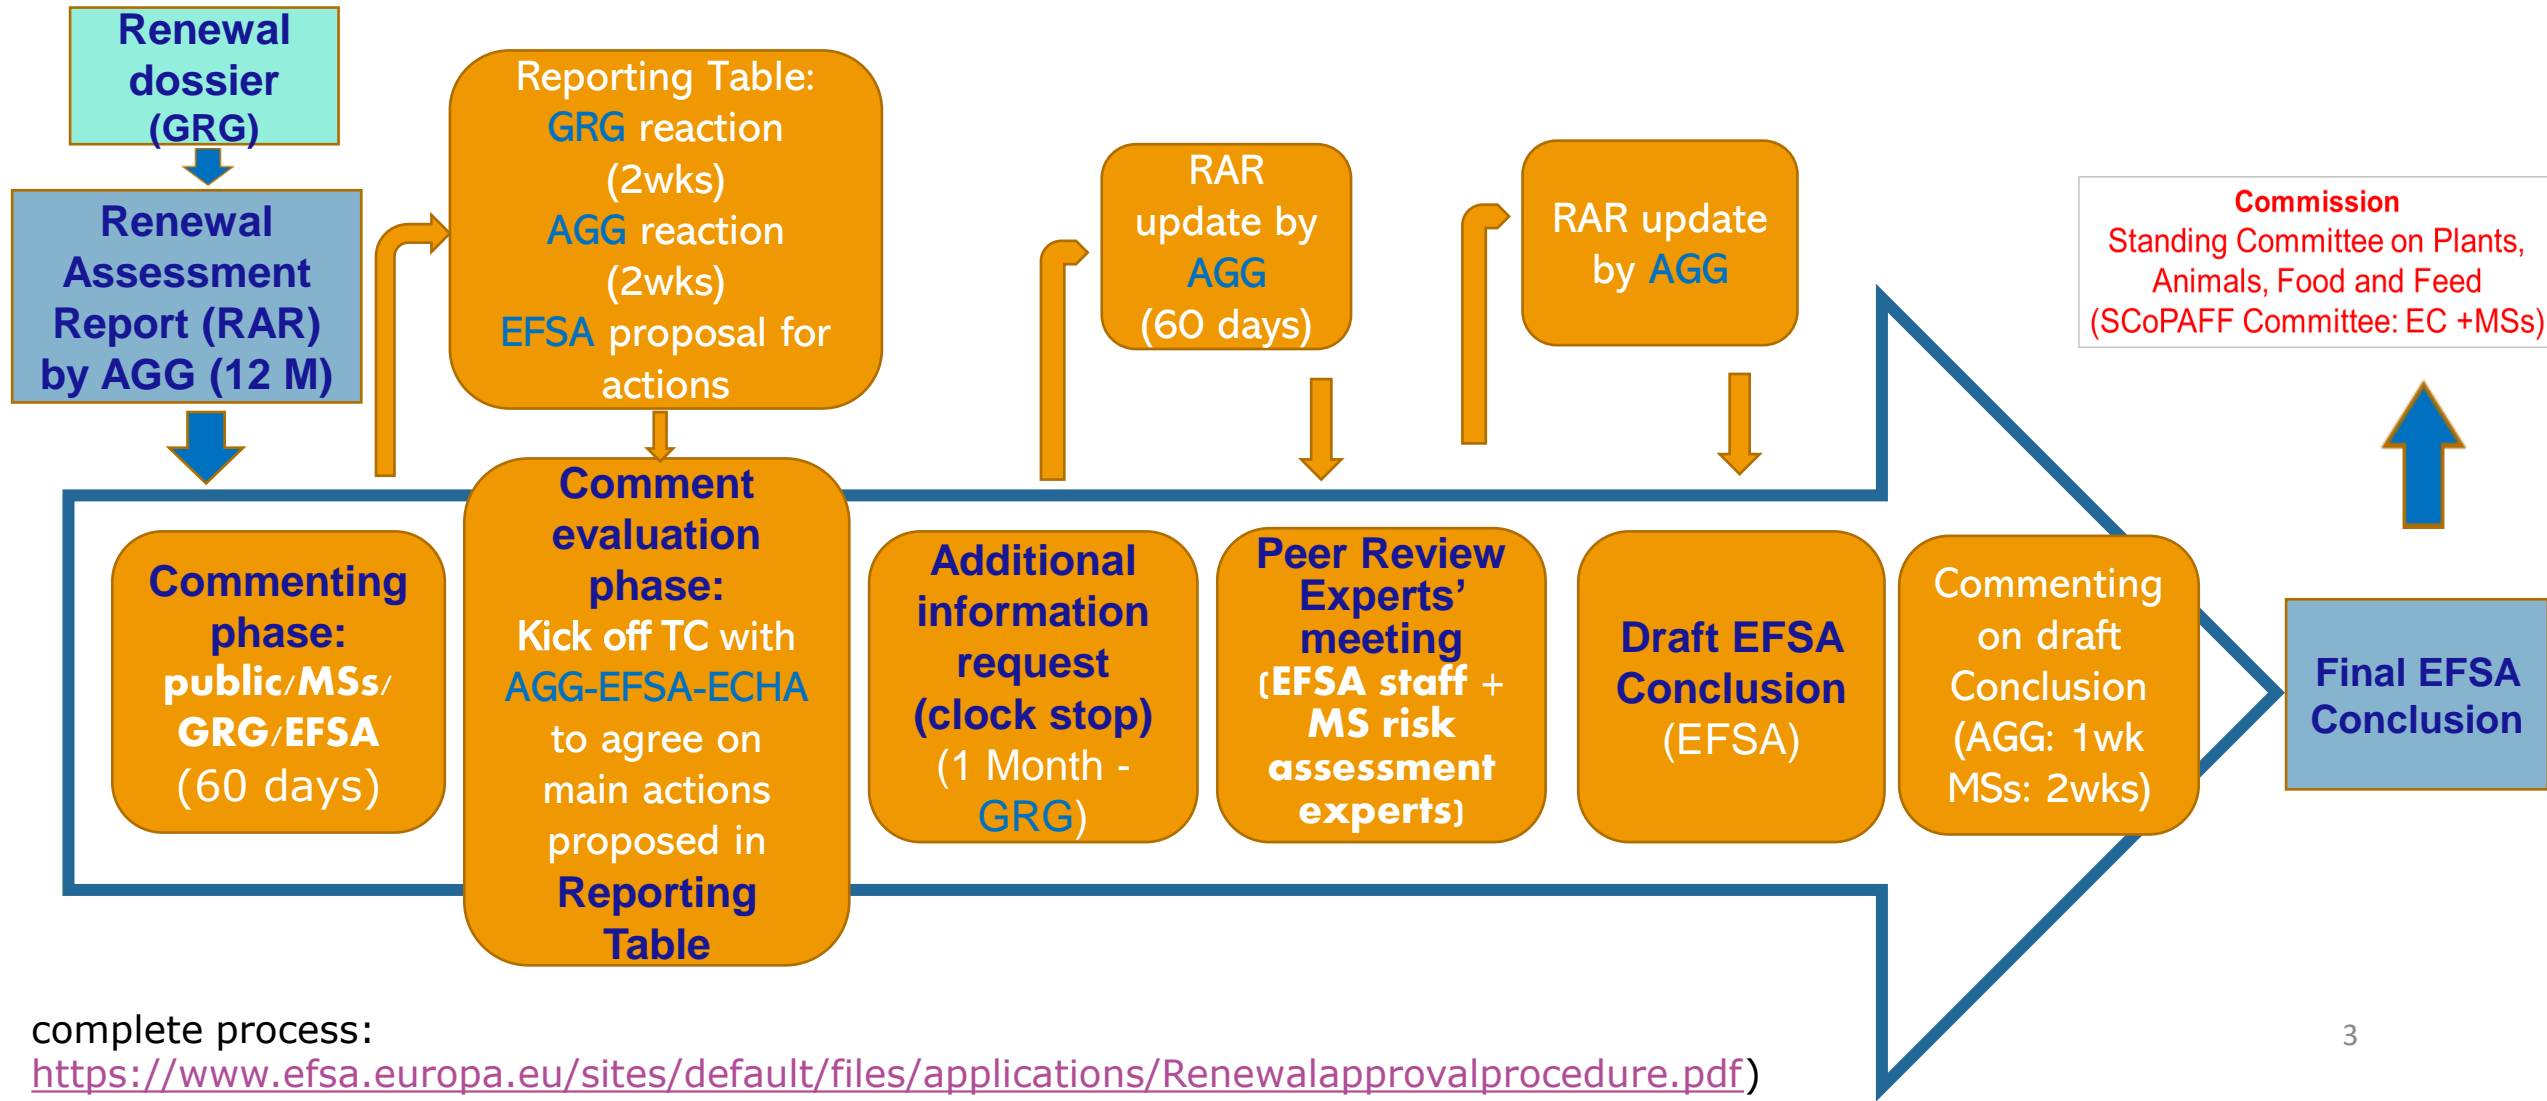 Renewal
dossier
(GRG)
Renewal
Assessment
Report (RAR)
by AGG (12 M)
Reporting Table:
GRG reaction
(2wks)
AGG reaction
(2wks)
EFSA proposal for
actions
RAR
update by
AGG
(60 days)
RAR update
by AGG
Commission
Standing Committee on Plants,
Animals, Food and Feed
(SCoPAFF Committee: EC +MSs)
Commenting
phase:
public/MSs/
GRG/EFSA
(60 days)
Comment
evaluation
phase:
Kick off TC with
AGG-EFSA-ECHA
to agree on
main actions
proposed in
Reporting
Table
Additional
information
request
(clock stop)
(1 Month -
GRG)
Peer Review
Experts’
meeting
(EFSA staff +
MS risk
assessment
experts)
Draft EFSA
Conclusion
(EFSA)
Commenting
on draft
Conclusion
(AGG: 1wk
MSs: 2wks)
Final EFSA
Conclusion
complete process:
https://www.efsa.europa.eu/sites/default/files/applications/Renewalapprovalprocedure.pdf)
3